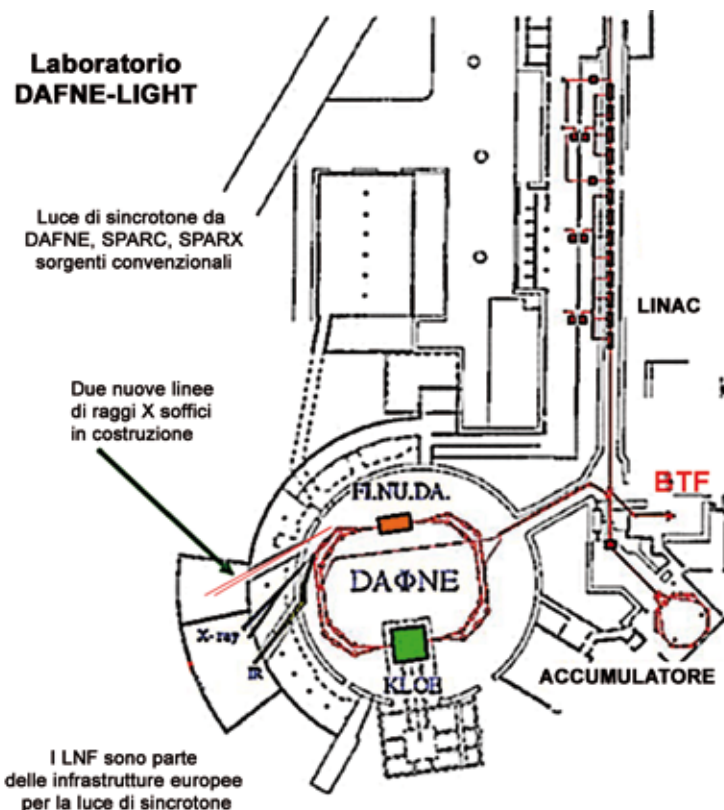 Laboratorio
DAFNE-LIGHT
Luce di sincrotone da
DAFNE, SPARC, SPARX
sorgenti convenzionali
LINAC
Due nuove linee
di raggi X soffici
in costruzione
BTF
FI.NU.DA.
DAΦNE
X-ray
IR
KLOE
ACCUMULATORE
I LNF sono parte
delle infrastrutture europee
per la luce di sincrotone